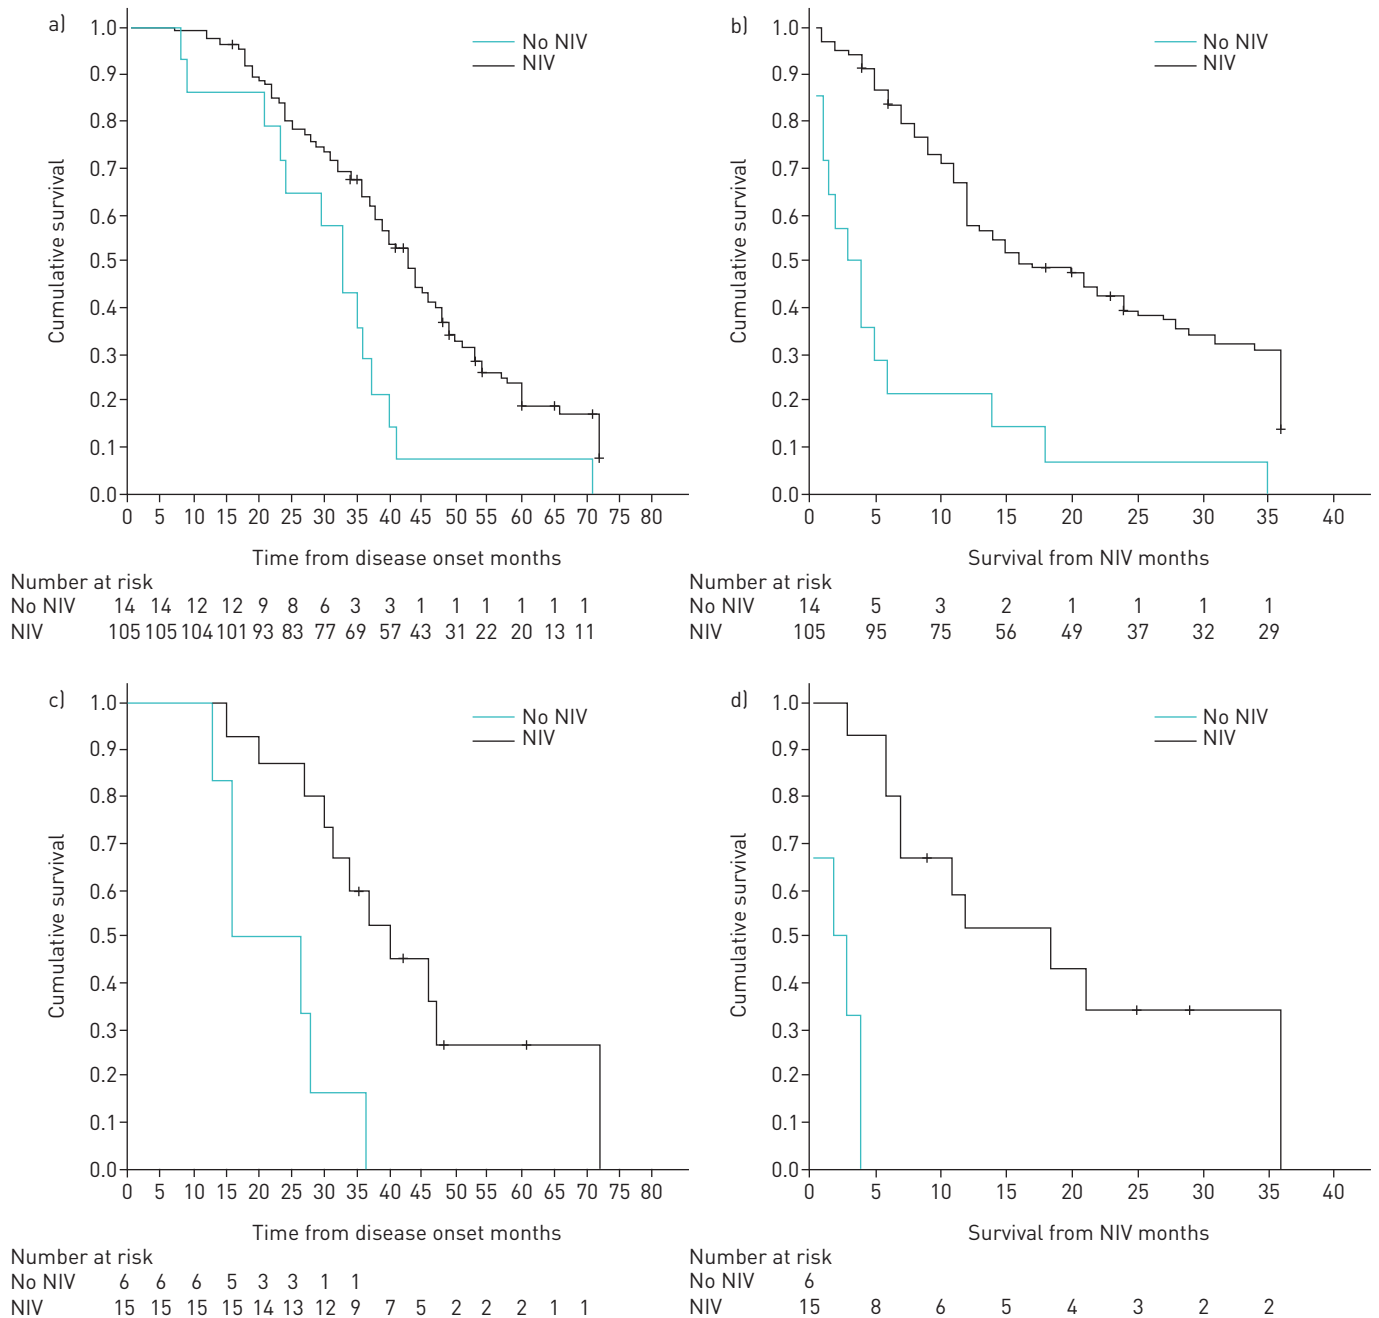 a)
No NIV
NIV
Cumulative survival
1.0
0.9
0.8
0.7
0.6
0.5
0.4
0.3
0.2
0.1
0.0
0 5 10 15 20 25 30 35 40 45 50 55 60 65 70 75 80
Time from disease onset months
Number at risk
No NIV 14 14 12 12 9 8 6 3 3 1 1 1 1 1 1
NIV 105 105 104 101 93 83 77 69 57 43 31 22 20 13 11
b)
No NIV
NIV
Cumulative survival
1.0
0.9
0.8
0.7
0.6
0.5
0.4
0.3
0.2
0.1
0.0
0 5 10 15 20 25 30 35 40
Survival from NIV months
Number at risk
No NIV 14 5 3 2 1 1 1 1
NIV 105 95 75 56 49 37 32 29
c)
No NIV
NIV
Cumulative survival
1.0
0.9
0.8
0.7
0.6
0.5
0.4
0.3
0.2
0.1
0.0
0 5 10 15 20 25 30 35 40 45 50 55 60 65 70 75 80
Time from disease onset months
Number at risk
No NIV 6 6 6 5 3 3 1 1
NIV 15 15 15 15 14 13 12 9 7 5 2 2 2 1 1
d)
No NIV
NIV
Cumulative survival
1.0
0.9
0.8
0.7
0.6
0.5
0.4
0.3
0.2
0.1
0.0
0 5 10 15 20 25 30 35 40
Survival from NIV months
Number at risk
No NIV 6
NIV 15 8 6 5 4 3 2 2